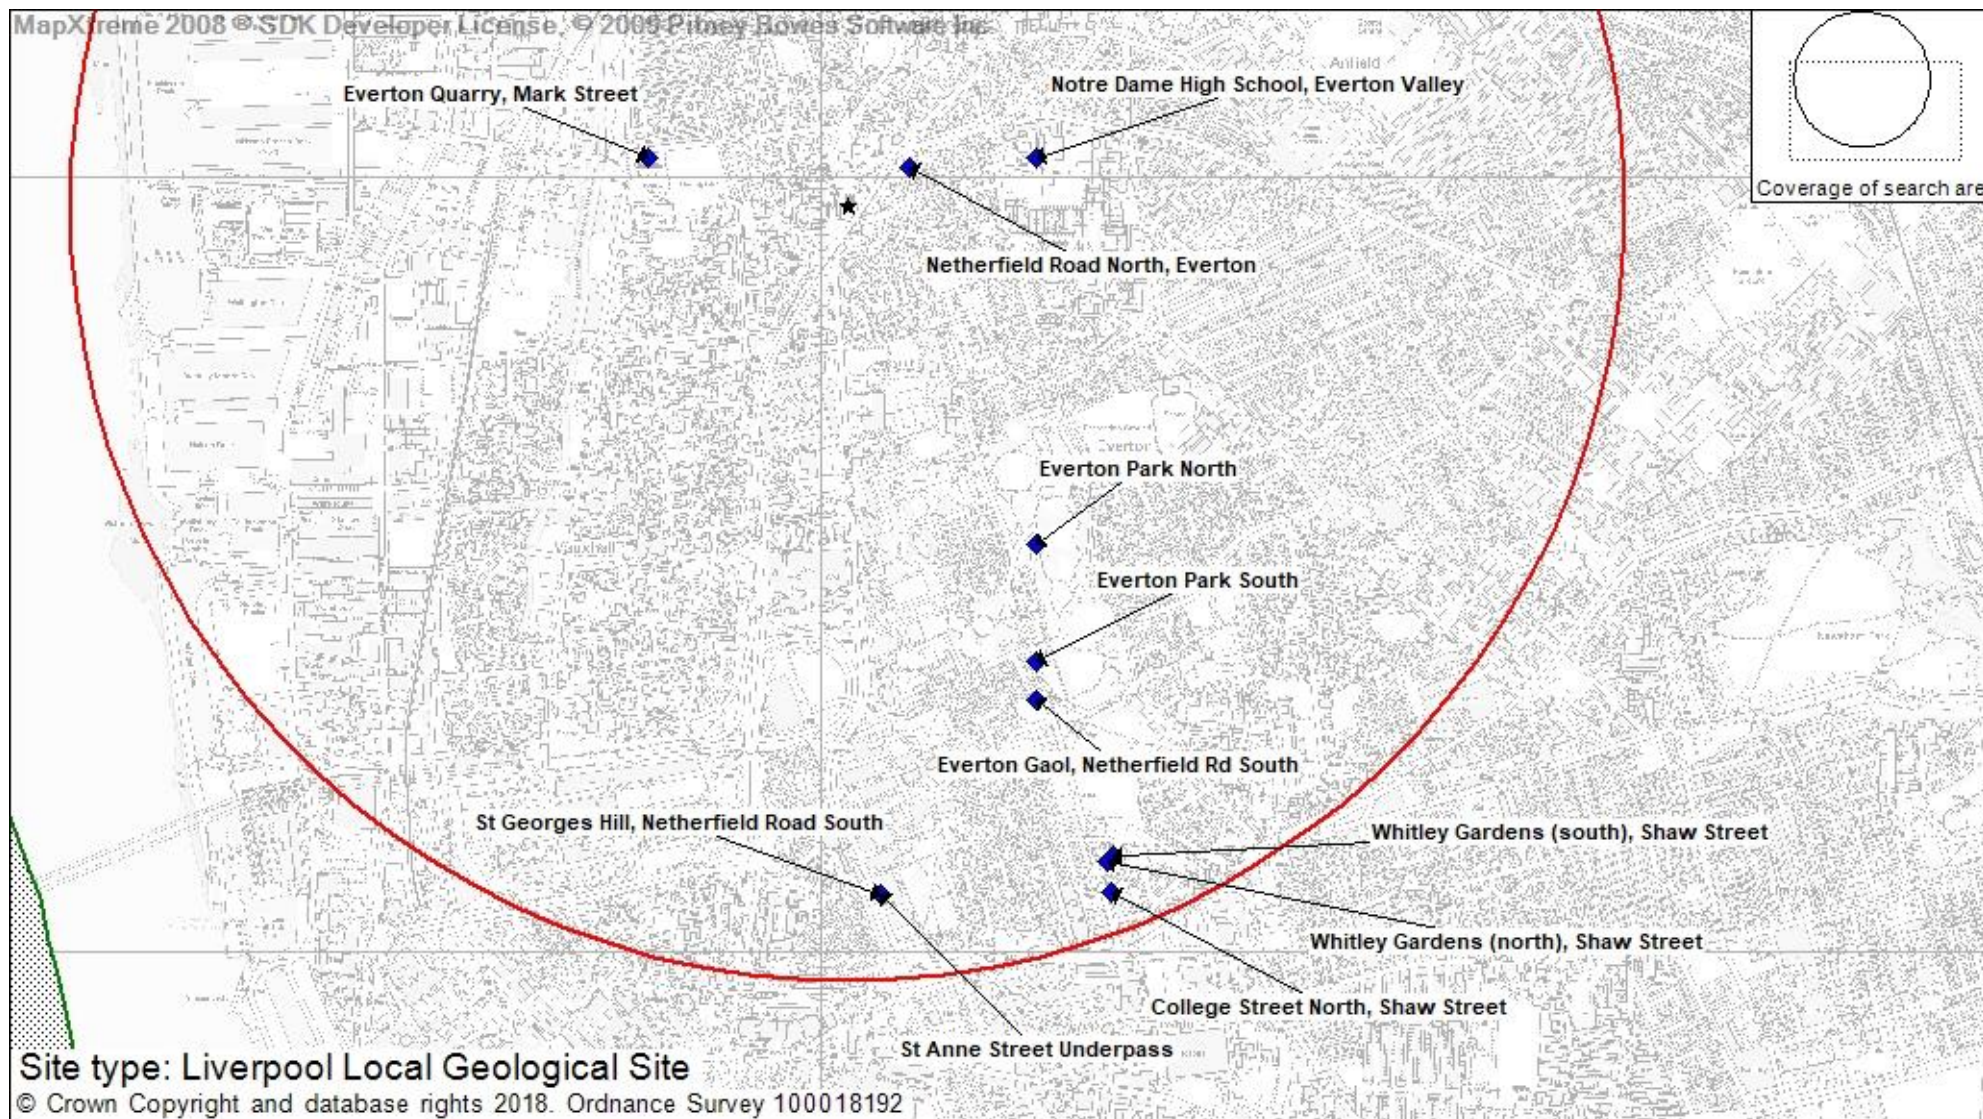 MapXtreme 2008 ® SDK Developer License. © 2009 Pitney Bowes Software Inc.
Anfield
Everton Quarry, Mark Street
Notre Dame High School, Everton Valley
Coverage of search are
Netherfield Road North, Everton
Everton
Everton Park North
Vauxhall
Everton Park South
Everton Gaol, Netherfield Rd South
St Georges Hill, Netherfield Road South
Whitley Gardens (south), Shaw Street
Whitley Gardens (north), Shaw Street
College Street North, Shaw Street
St Anne Street Underpass
Site type: Liverpool Local Geological Site
© Crown Copyright and database rights 2018. Ordnance Survey 100018192